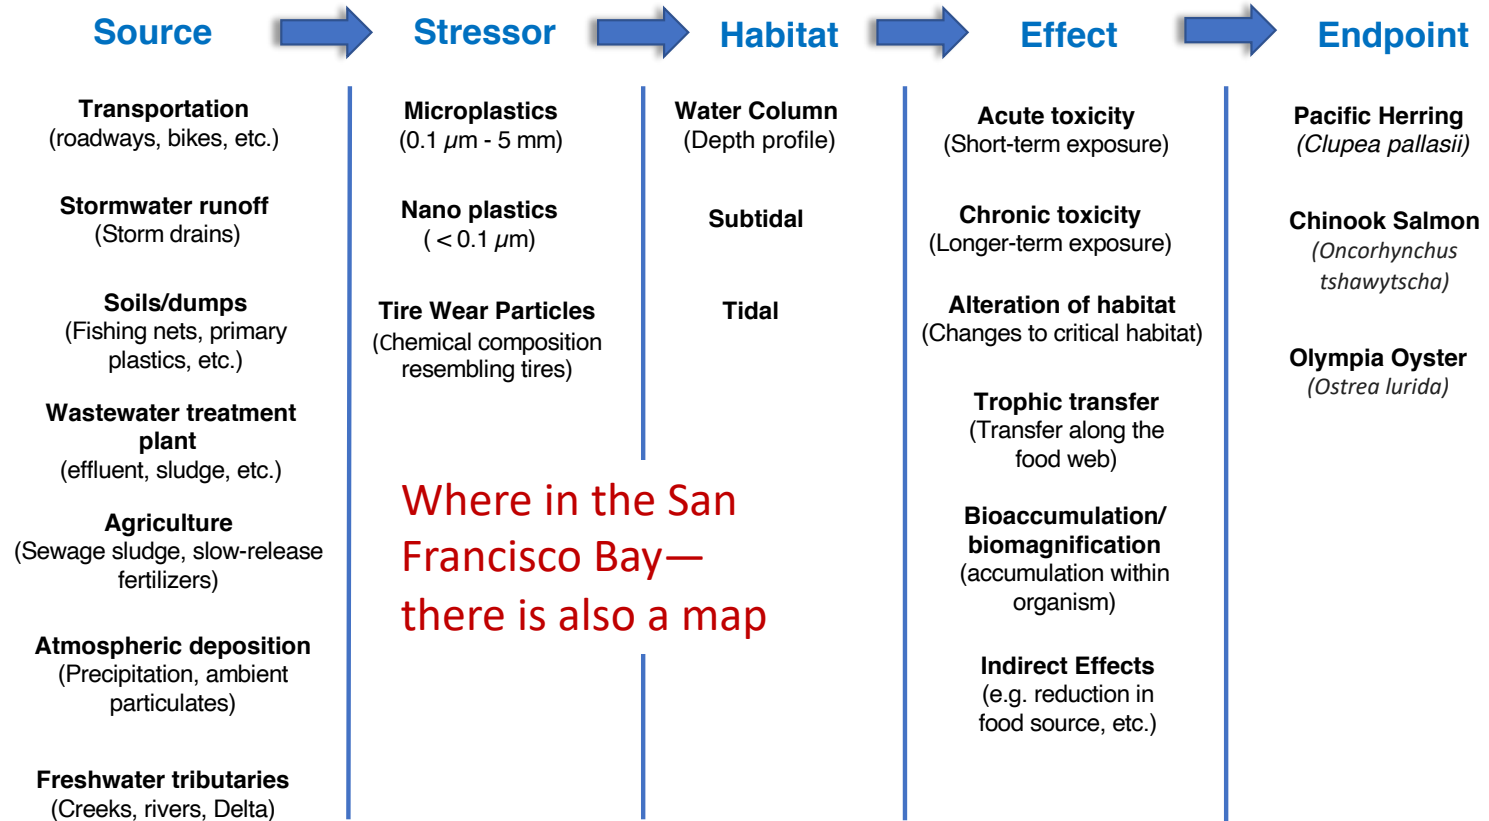 Source
Stressor
Habitat
Effect
Endpoint
Transportation
(roadways, bikes, etc.)
Stormwater runoff
(Storm drains)
Soils/dumps
(Fishing nets, primary
plastics, etc.)
Wastewater treatment
plant
(effluent, sludge, etc.)
Agriculture
(Sewage sludge, slow-release
fertilizers)
Atmospheric deposition
(Precipitation, ambient
particulates)
Freshwater tributaries
(Creeks, rivers, Delta)
Microplastics
(0.1 µm - 5 mm)
Nano plastics
( < 0.1 µm)
Tire Wear Particles
(Chemical composition
resembling tires)
Water Column
(Depth profile)
Subtidal
Tidal
Where in the San
Francisco Bay—
there is also a map
Acute toxicity
(Short-term exposure)
Chronic toxicity
(Longer-term exposure)
Alteration of habitat
(Changes to critical habitat)
Trophic transfer
(Transfer along the
food web)
Bioaccumulation/
biomagnification
(accumulation within
organism)
Indirect Effects
(e.g. reduction in
food source, etc.)
Pacific Herring
(Clupea pallasii)
Chinook Salmon
(Oncorhynchus
tshawytscha)
Olympia Oyster
(Ostrea lurida)